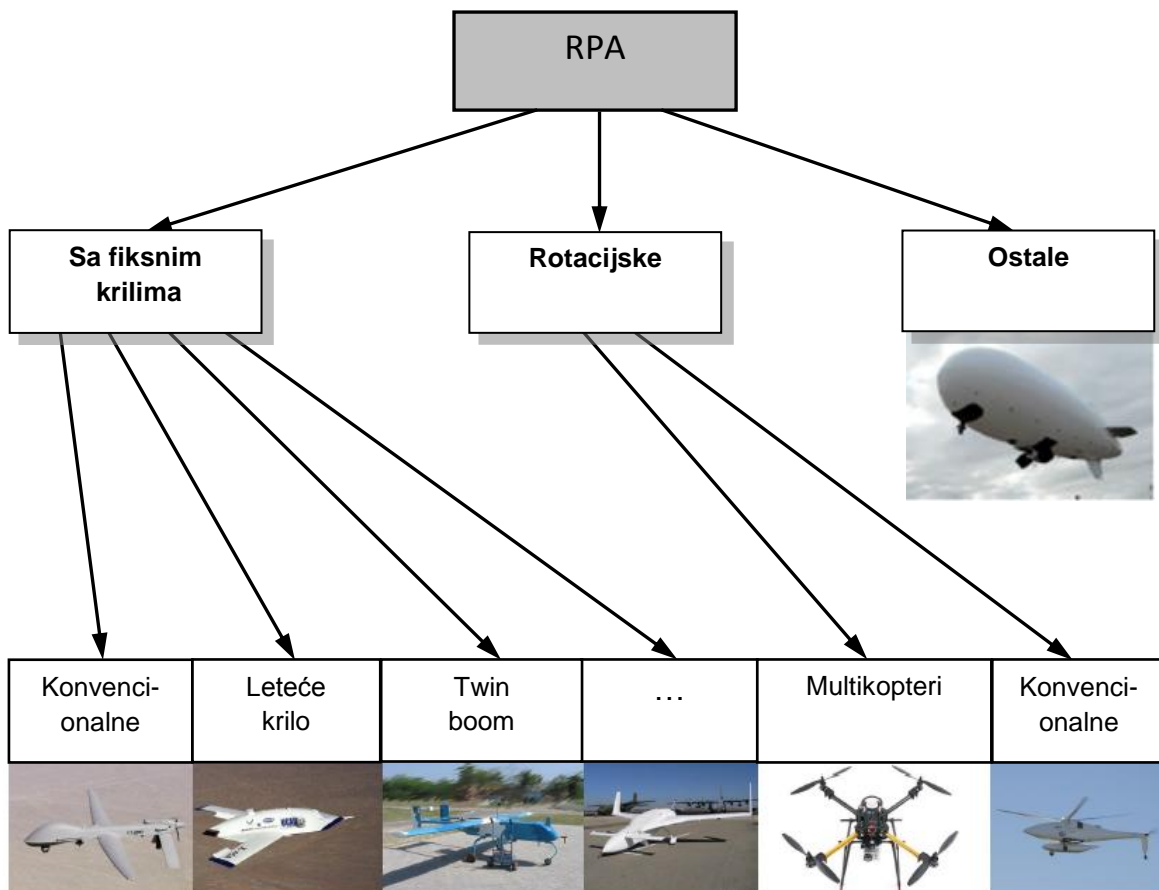 RPA
Sa fiksnim
krilima
Rotacijske
Ostale
Konvenci-
onalne
Leteće
krilo
Twin
boom
...
Multikopteri
Konvenci-
onalne